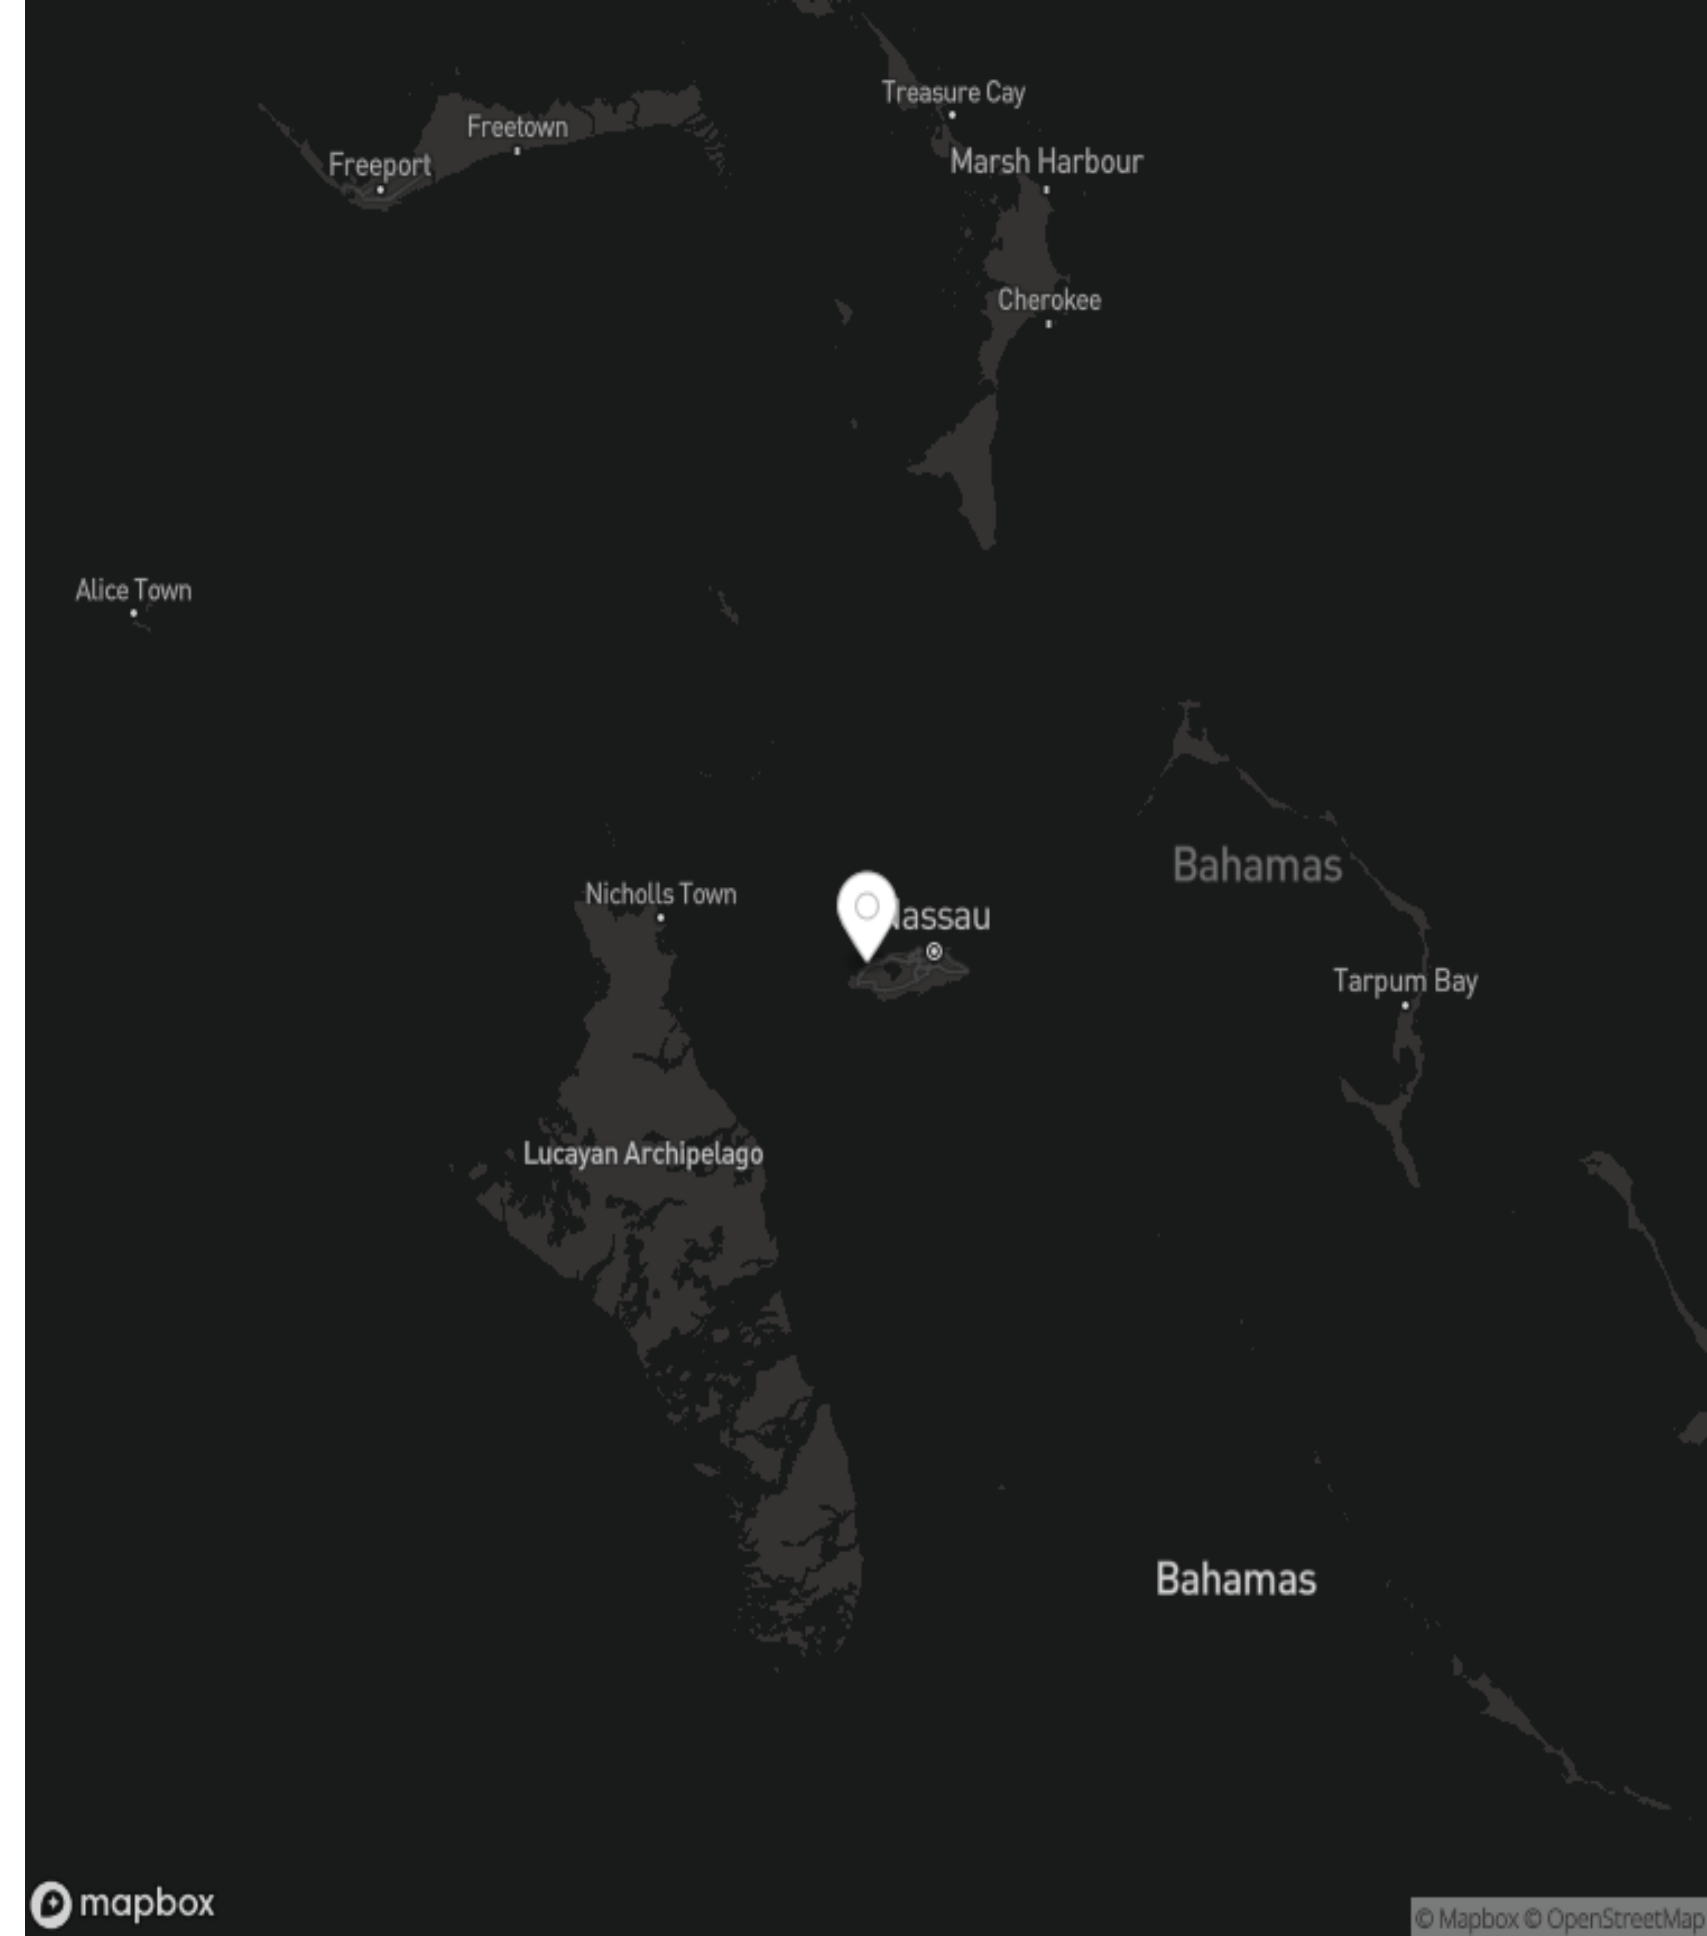 Treasure Cay
Freetown
Freeport
Marsh Harbour
Cherokee
Alice Town
Bahamas
Nicholls Town
assau
Tarpum Bay
Lucayan Archipelago
Bahamas
mapbox
© Mapbox © OpenStreetMap